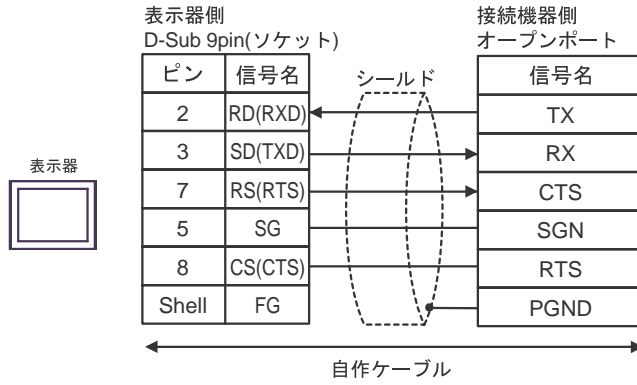 表示器側
D-Sub 9pin(ソケット)
接続機器側
オープンポート
ピン 信号名 シールド 信号名
2 RD(RXD) TX
3 SD(TXD) RX
7 RS(RTS) CTS
5 SG SGN
8 CS(CTS) RTS
Shell FG PGND
表示器
自作ケーブル